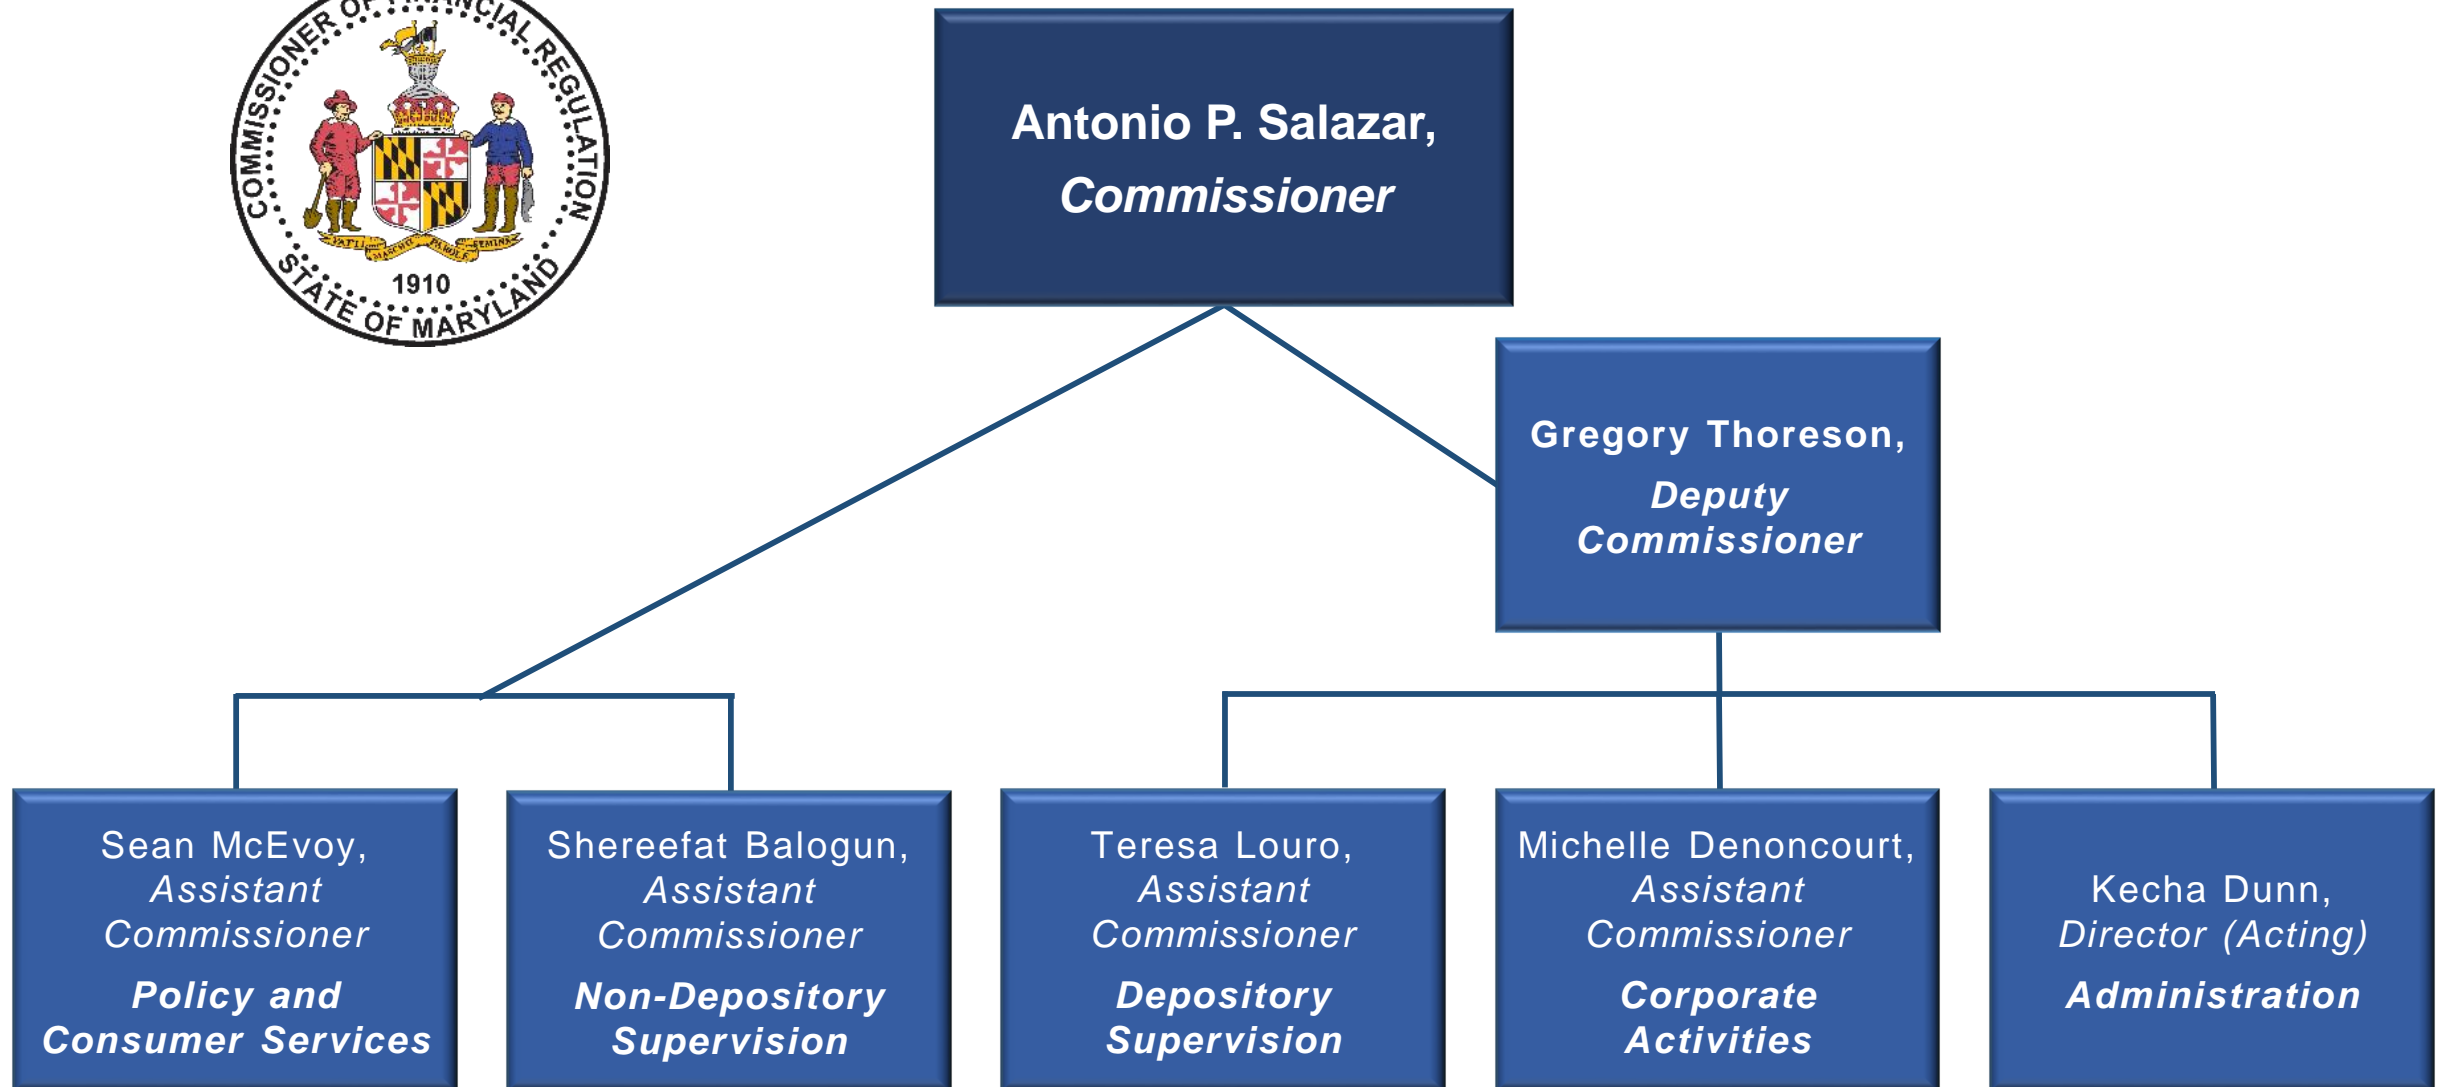 COMMISSIONER OF FINANCIAL REGULATION
1910
STATE OF MARYLAND
Antonio P. Salazar,
Commissioner
Gregory Thoreson,
Deputy
Commissioner
Sean McEvoy,
Assistant
Commissioner
Policy and
Consumer Services
Shereefat Balogun,
Assistant
Commissioner
Non-Depository
Supervision
Teresa Louro,
Assistant
Commissioner
Depository
Supervision
Michelle Denoncourt,
Assistant
Commissioner
Corporate
Activities
Kecha Dunn,
Director (Acting)
Administration